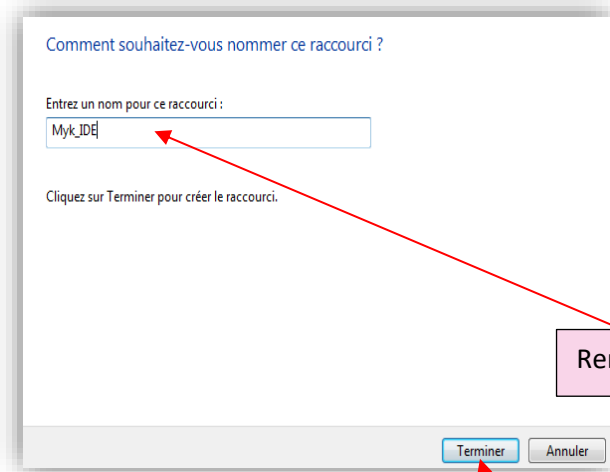 Comment souhaitez-vous nommer ce raccourci ?
Entrez un nom pour ce raccourci :
Myk_IDE
Cliquez sur Terminer pour créer le raccourci.
Terminer Annuler